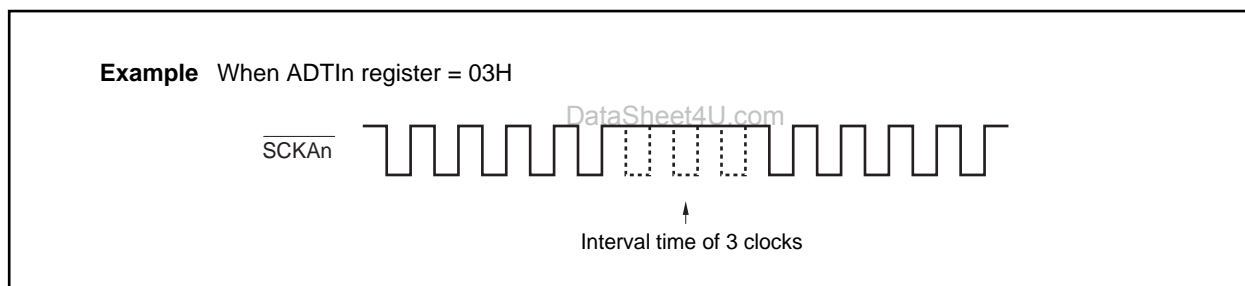 Example When ADTIn register = 03H
DataSheet4U.com
SCKAn
Interval time of 3 clocks